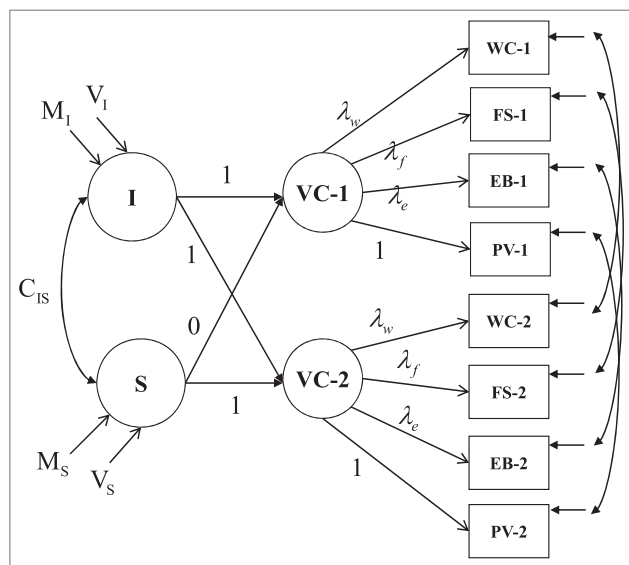 WC-1
V_I
M_I
λ_w
FS-1
λ_f
I
1
VC-1
EB-1
λ_e
1
PV-1
1
C_IS
0
λ_w
WC-2
S
1
VC-2
λ_f
FS-2
M_S
V_S
λ_e
EB-2
1
PV-2